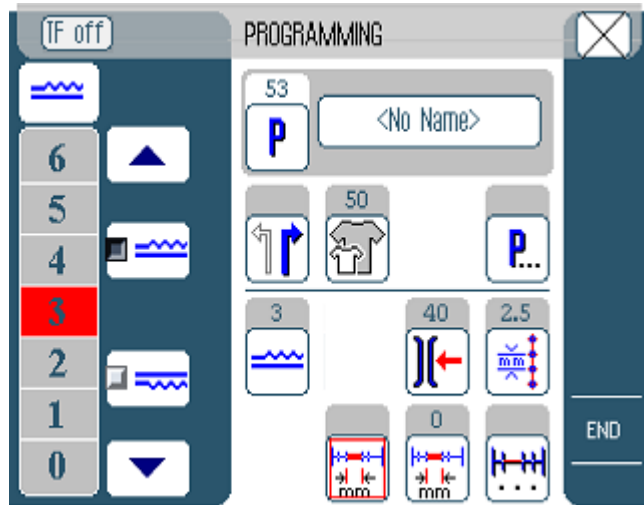 TF off PROGRAMMING
53
P <No Name>
6
5 50
4 P...
3 3 40 2.5
mm
2
1 0 END
0 mm mm ...